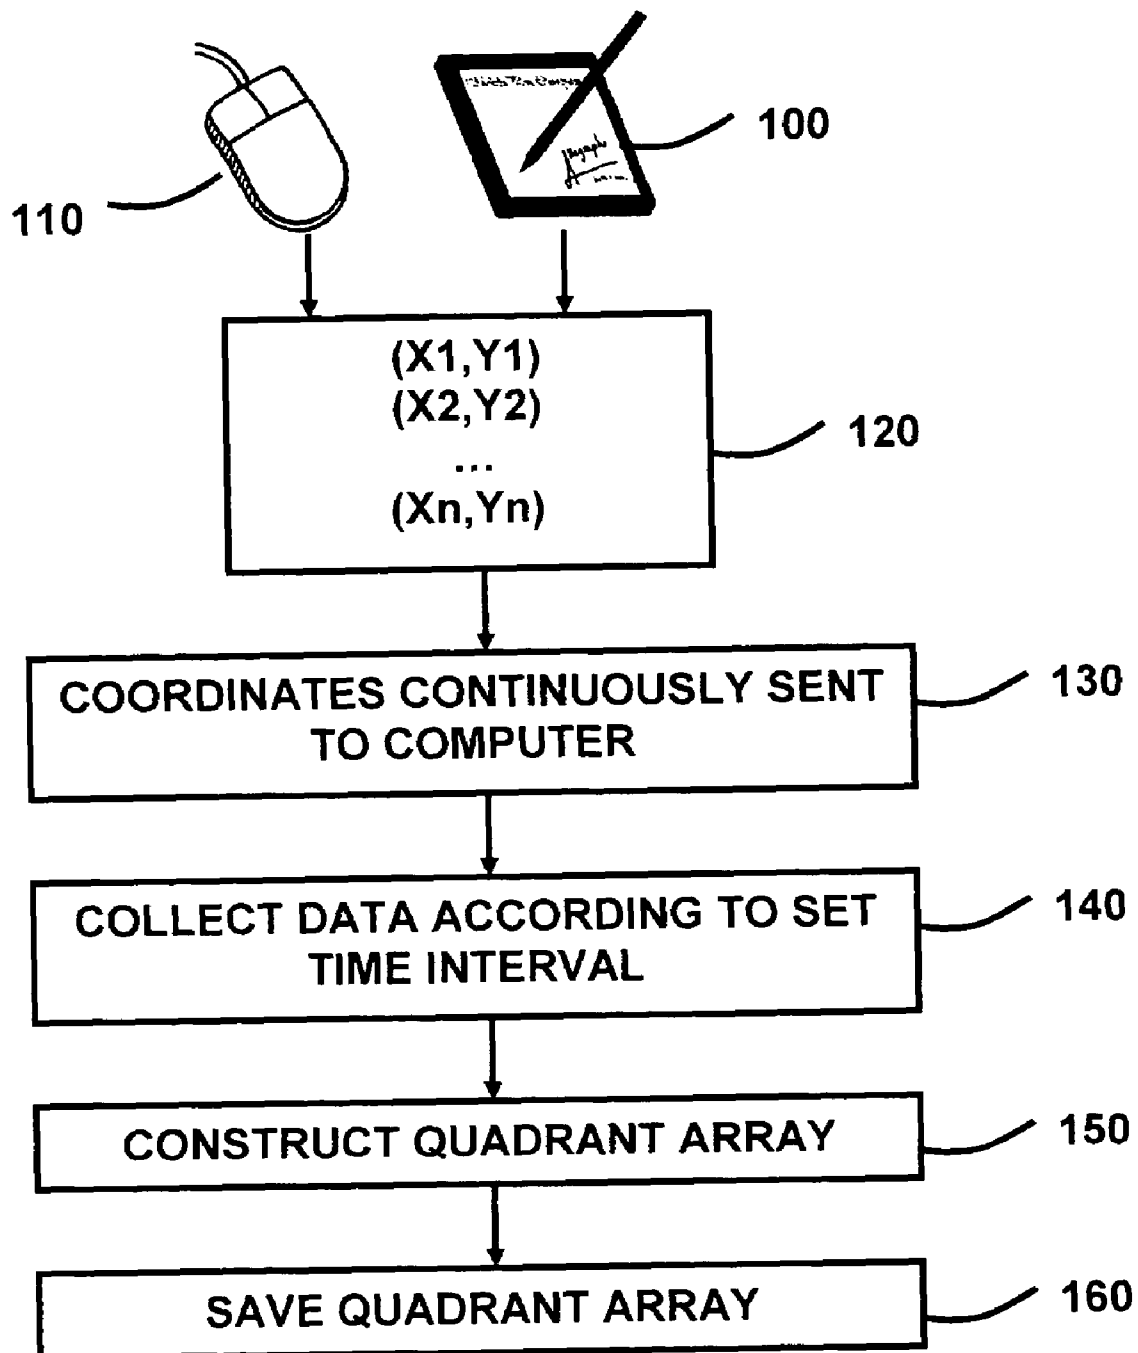 100
110
(X1,Y1)
(X2,Y2)
...
(Xn,Yn)
120
COORDINATES CONTINUOUSLY SENT
TO COMPUTER
130
COLLECT DATA ACCORDING TO SET
TIME INTERVAL
140
CONSTRUCT QUADRANT ARRAY
150
SAVE QUADRANT ARRAY
160